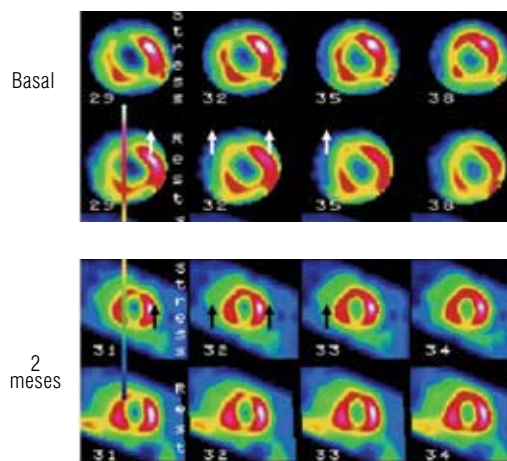 Basal
Stress
29 32 35 38
Rest
29 32 35 38
2
meses
Stress
31 32 33 34
Rest
31 32 33 34